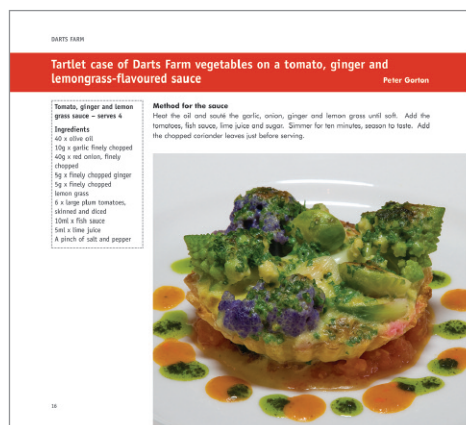 DARTS FARM
Tartlet case of Darts Farm vegetables on a tomato, ginger and
lemongrass-flavoured sauce
Peter Gorton
Tomato, ginger and lemon
grass sauce – serves 4
Ingredients
40 x olive oil
10g x garlic finely chopped
40g x red onion, finely
chopped
5g x finely chopped ginger
5g x finely chopped
lemon grass
6 x large plum tomatoes,
skinned and diced
10ml x fish sauce
5ml x lime juice
A pinch of salt and pepper
Method for the sauce
Heat the oil and sauté the garlic, onion, ginger and lemon grass until soft. Add the
tomatoes, fish sauce, lime juice and sugar. Simmer for ten minutes, season to taste. Add
the chopped coriander leaves just before serving.
16